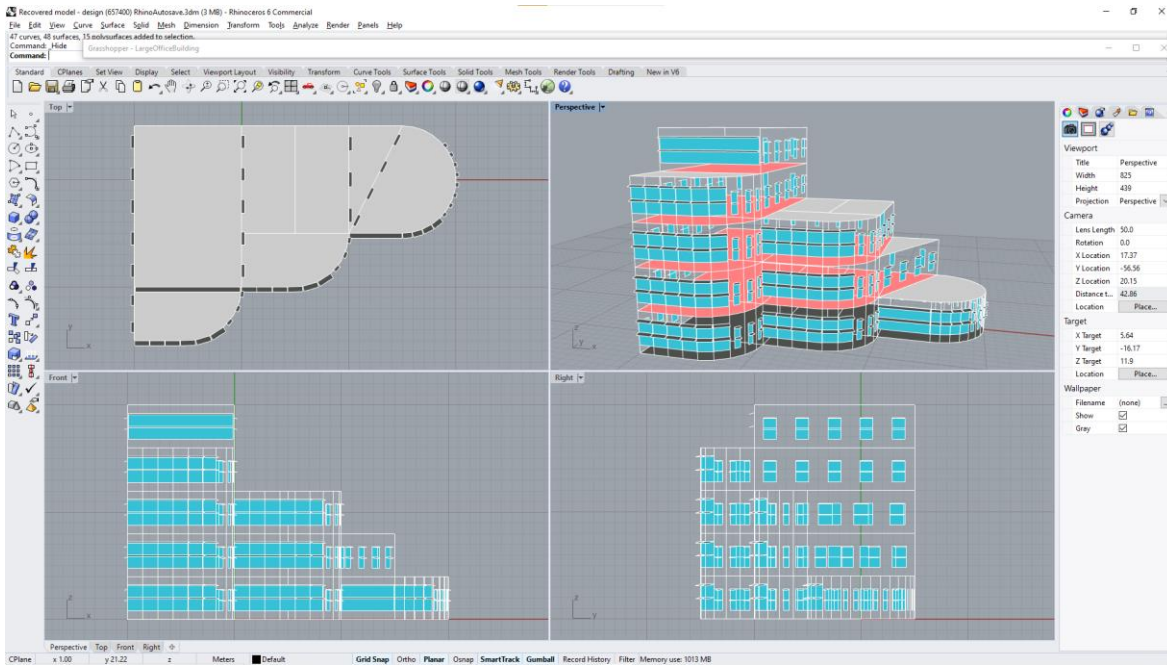 Recovered model - design (657400) RhinoAutosave.3dm (3 MB) - Rhinoceros 6 Commercial
File Edit View Curve Surface Solid Mesh Dimension Transform Tools Analyze Render Panels Help
47 curves, 48 surfaces, 15 polysurfaces added to selection.
Command: _Hide
Command:
Grasshopper - LargeOfficeBuilding
Standard CPlanes Set View Display Select Viewport Layout Visibility Transform Curve Tools Surface Tools Solid Tools Mesh Tools Render Tools Drafting New in V6
Top
Perspective
Viewport
Title Perspective
Width 825
Height 439
Projection Perspective
Camera
Lens Length 50.0
Rotation 0.0
X Location 17.37
Y Location -56.56
Z Location 20.15
Distance t... 42.86
Location Place...
Target
X Target 5.64
Y Target -16.17
Z Target 11.9
Location Place...
Wallpaper
Filename (none)
Show
Gray
y
x
z
y
x
Front
Right
z
x
z
y
Perspective Top Front Right
CPlane x 1.00 y 21.22 z Meters Default Grid Snap Ortho Planar Osnap SmartTrack Gumball Record History Filter Memory use: 1013 MB